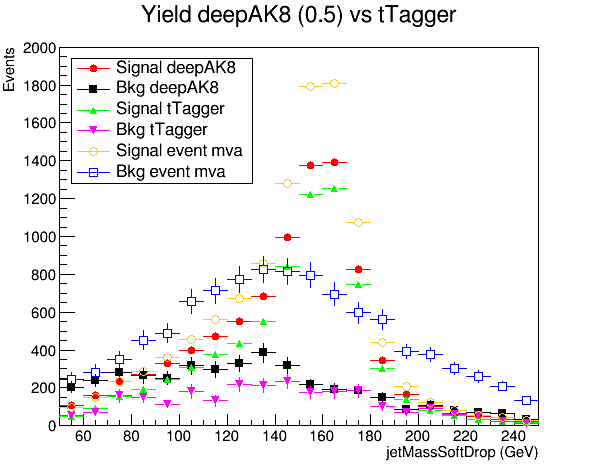 Yield deepAK8 (0.5) vs tTagger
Events
2000
1800
1600
1400
1200
1000
800
600
400
200
0
Signal deepAK8
Bkg deepAK8
Signal tTagger
Bkg tTagger
Signal event mva
Bkg event mva
60 80 100 120 140 160 180 200 220 240
jetMassSoftDrop (GeV)